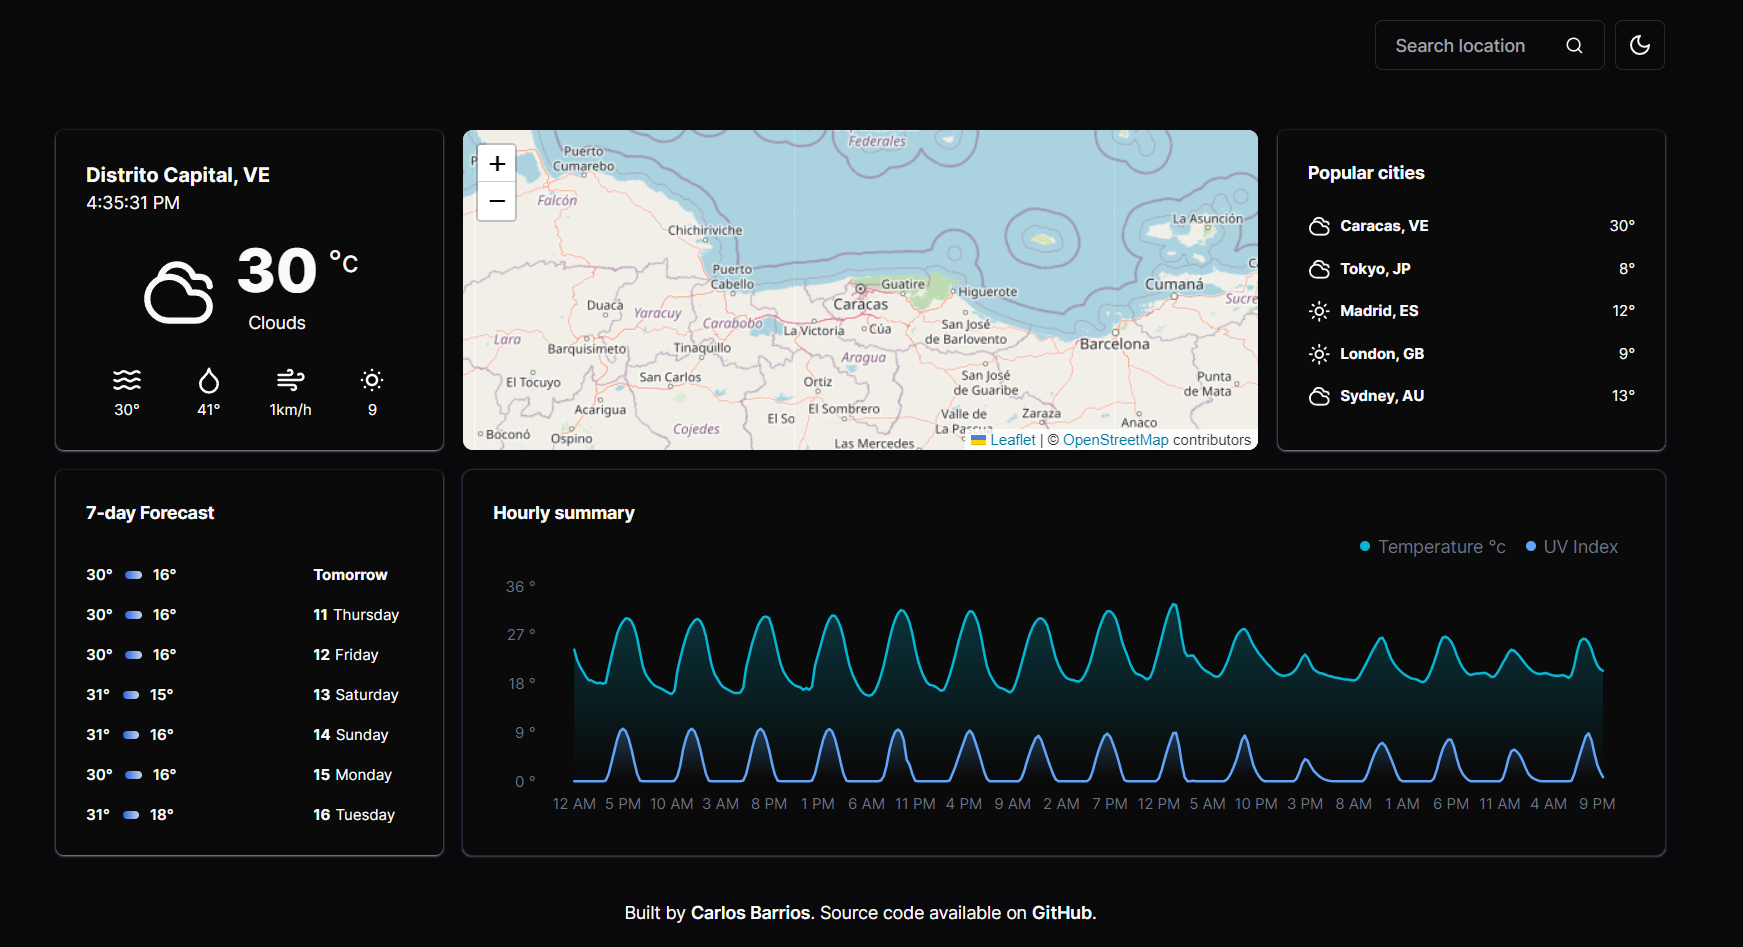 Search location
Distrito Capital, VE
4:35:31 PM
30 °C
Clouds
30° 41° 1km/h 9
+
−
Federales
Puerto
Cumarebo
Falcón
Chichiriviche
La Asunción
Puerto
Cabello
Guatire
Higuerote
Cumaná
Sucre
Duacá
Yaracuy
Carabobo
Caracas
La Victoria
Cúa
San José
de Barlovento
Barcelona
Lara
Barquisimeto
Tinaquillo
Aragua
El Tocuyo
San Carlos
Ortiz
San José
de Guaribe
Punta
de Mata
Acarigua
El So
El Sombrero
Valle de
La Pascua
Zaraza
Anaco
Boconó
Ospino
Cojedes
Las Mercedes
Leaflet | © OpenStreetMap contributors
Popular cities
Caracas, VE 30°
Tokyo, JP 8°
Madrid, ES 12°
London, GB 9°
Sydney, AU 13°
7-day Forecast
30° 16° Tomorrow
30° 16° 11 Thursday
30° 16° 12 Friday
31° 15° 13 Saturday
31° 16° 14 Sunday
30° 16° 15 Monday
31° 18° 16 Tuesday
Hourly summary
Temperature °c UV Index
36 °
27 °
18 °
9 °
0 °
12 AM 5 PM 10 AM 3 AM 8 PM 1 PM 6 AM 11 PM 4 PM 9 AM 2 AM 7 PM 12 PM 5 AM 10 PM 3 PM 8 AM 1 AM 6 PM 11 AM 4 AM 9 PM
Built by Carlos Barrios. Source code available on GitHub.